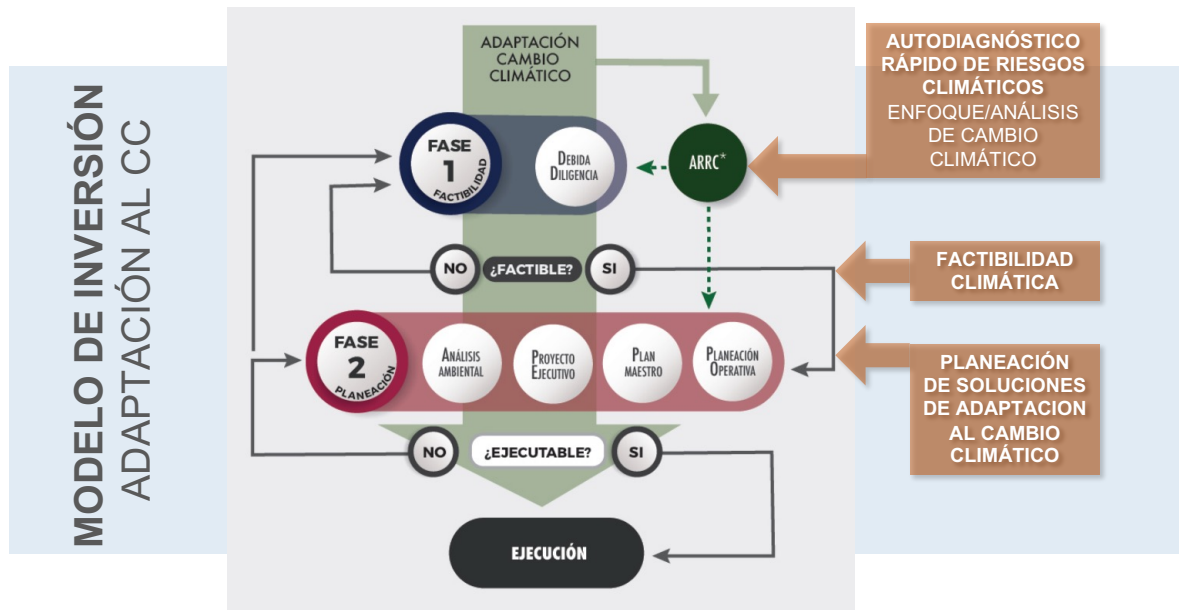 MODELO DE INVERSIÓN
ADAPTACIÓN AL CC
ADAPTACIÓN
CAMBIO
CLIMÁTICO
FASE
1
FACTIBILIDAD
DEBIDA
DILIGENCIA
ARRC*
NO
¿FACTIBLE?
SI
FASE
2
PLANEACIÓN
ANÁLISIS
AMBIENTAL
PROYECTO
EJECUTIVO
PLAN
MAESTRO
PLANEACIÓN
OPERATIVA
NO
¿EJECUTABLE?
SI
EJECUCIÓN
AUTODIAGNÓSTICO
RÁPIDO DE RIESGOS
CLIMÁTICOS
ENFOQUE/ANÁLISIS
DE CAMBIO
CLIMÁTICO
FACTIBILIDAD
CLIMÁTICA
PLANEACIÓN
DE SOLUCIONES
DE ADAPTACION
AL CAMBIO
CLIMÁTICO